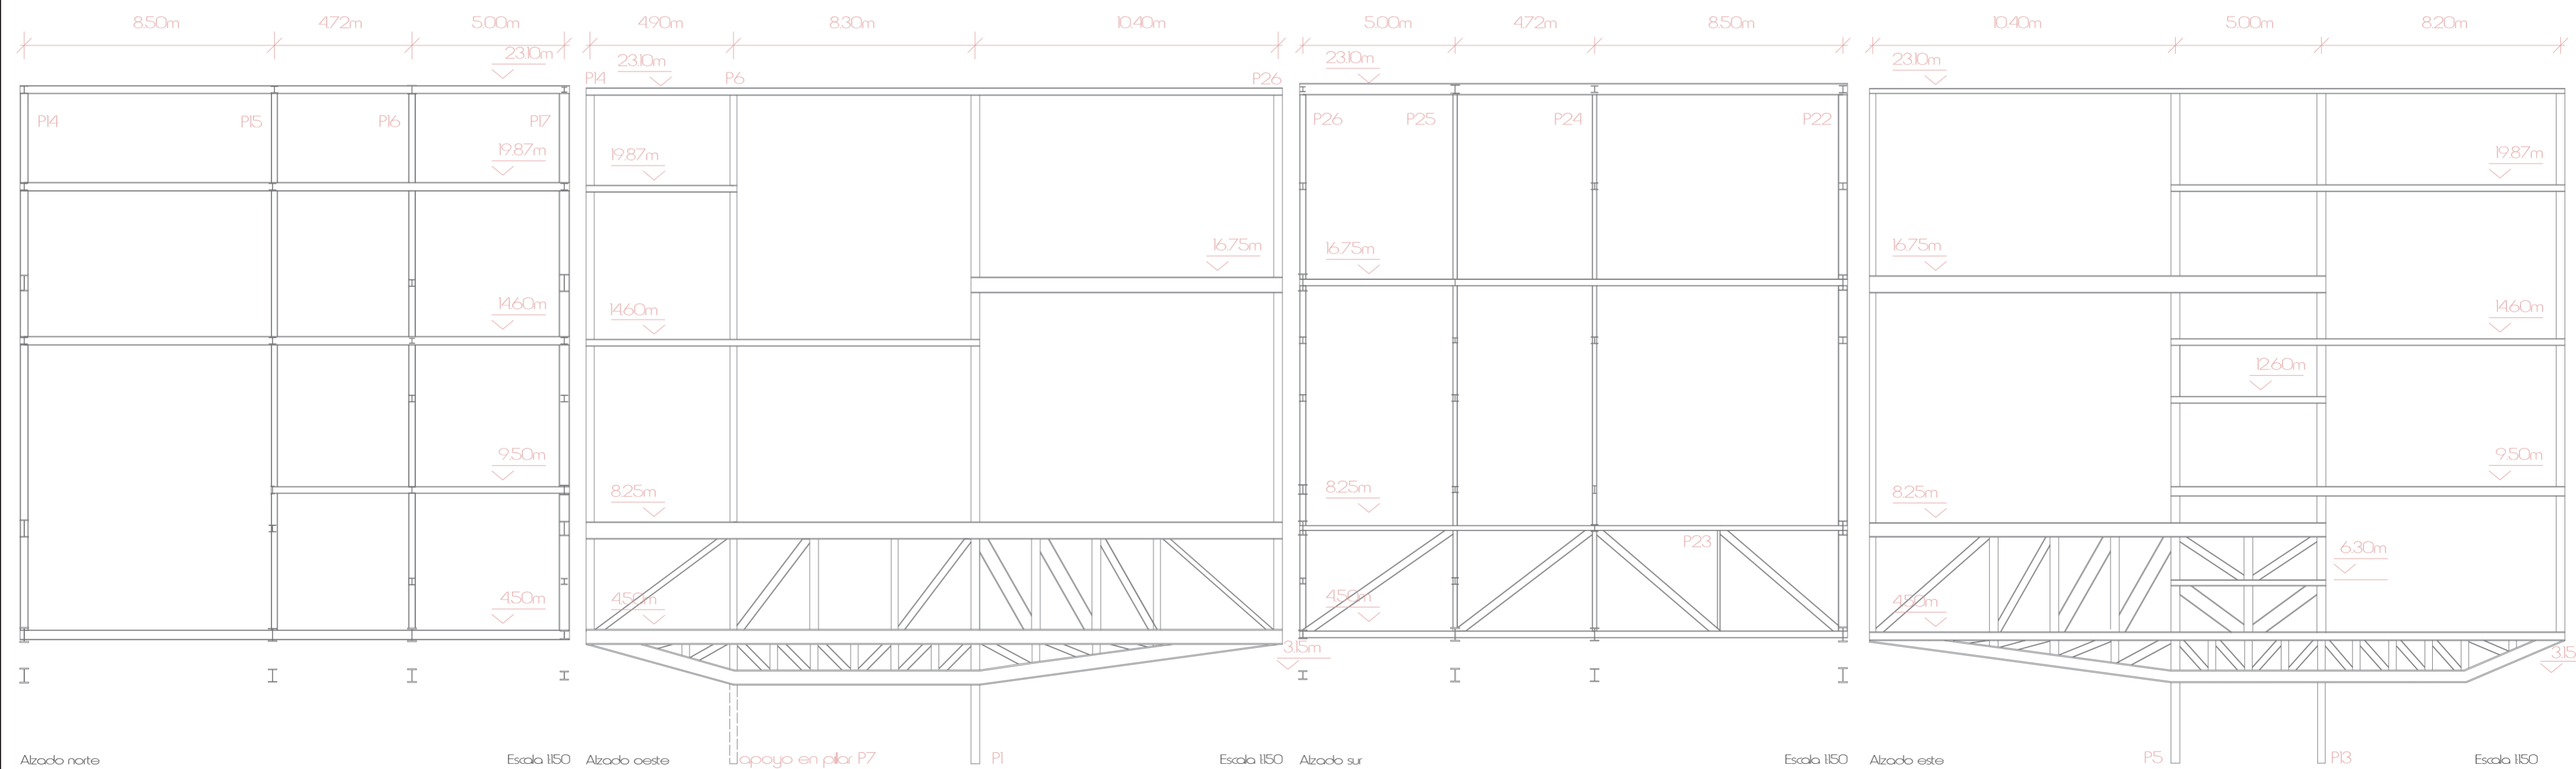 8.50m 4.72m 5.00m 4.90m 8.30m 10.40m 5.00m 4.72m 8.50m 10.40m 5.00m 8.20m
23.10m
P14 P15 P16 P17
19.87m
14.60m
9.50m
4.50m
Alzado norte Escala 1:150
23.10m
P14 P6 P26
19.87m
16.75m
14.60m
8.25m
4.50m
3.15m
apoyo en pilar P7 P1
Alzado oeste Escala 1:150
23.10m
P26 P25 P24 P22
16.75m
8.25m
P23
4.50m
Alzado sur Escala 1:150
23.10m
19.87m
16.75m
14.60m
12.60m
9.50m
8.25m
6.30m
4.50m
3.15
P5 P13
Alzado este Escala 1:150